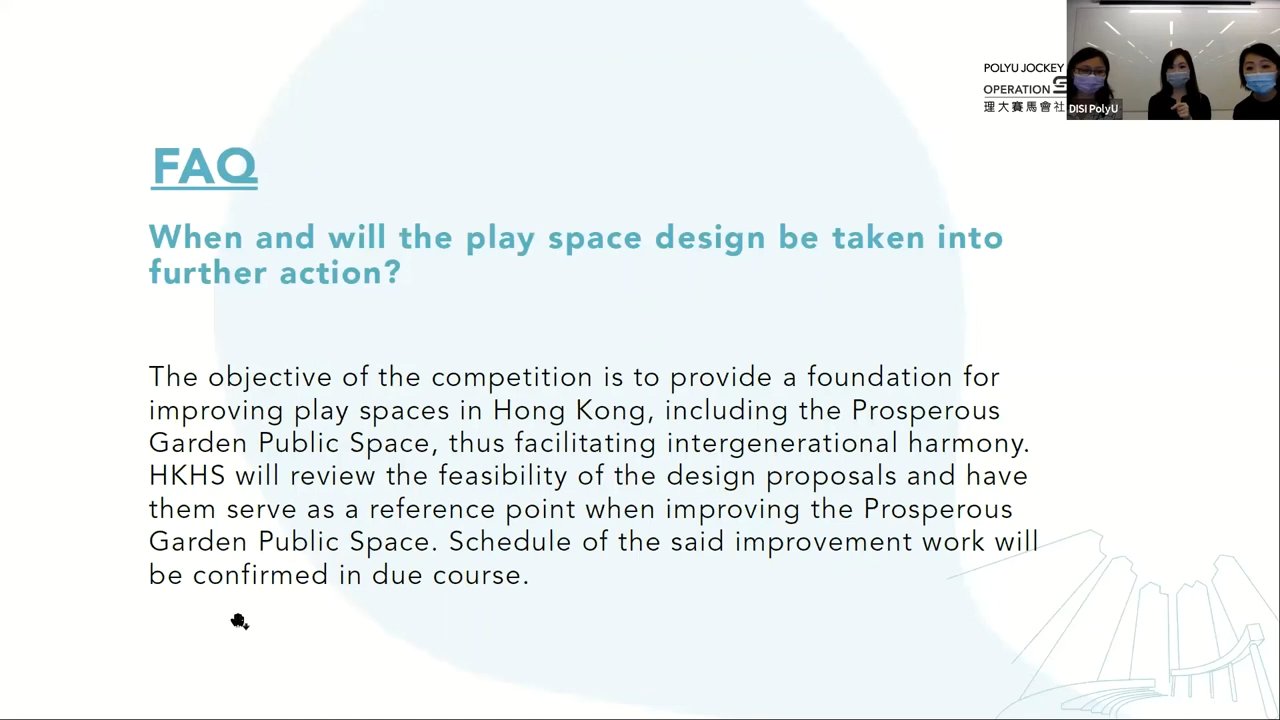 POLYU JOCKEY
OPERATION
理大賽馬會社
DISI PolyU
FAQ
When and will the play space design be taken into
further action?
The objective of the competition is to provide a foundation for
improving play spaces in Hong Kong, including the Prosperous
Garden Public Space, thus facilitating intergenerational harmony.
HKHS will review the feasibility of the design proposals and have
them serve as a reference point when improving the Prosperous
Garden Public Space. Schedule of the said improvement work will
be confirmed in due course.